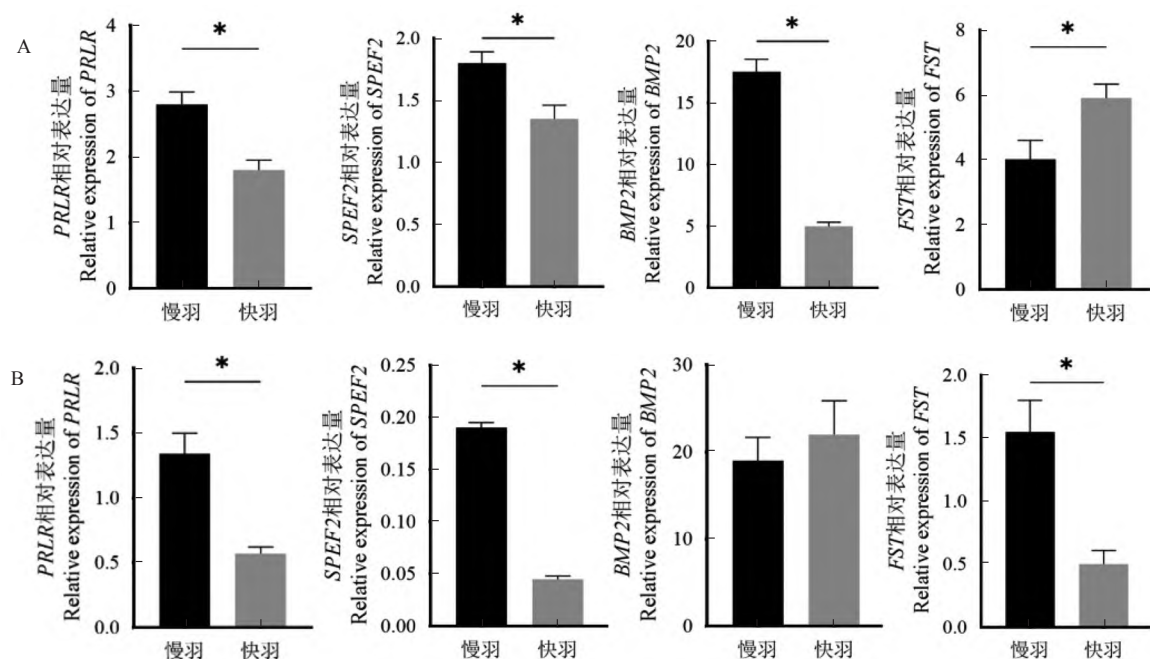 A
PRLR相对表达量
Relative expression of PRLR
4
3
2
1
0
*
慢羽
快羽
SPEF2相对表达量
Relative expression of SPEF2
2.0
1.5
1.0
0.5
0.0
*
慢羽
快羽
BMP2相对表达量
Relative expression of BMP2
20
15
10
5
0
*
慢羽
快羽
FST相对表达量
Relative expression of FST
8
6
4
2
0
*
慢羽
快羽
B
PRLR相对表达量
Relative expression of PRLR
2.0
1.5
1.0
0.5
0.0
*
慢羽
快羽
SPEF2相对表达量
Relative expression of SPEF2
0.25
0.20
0.15
0.10
0.05
0.00
*
慢羽
快羽
BMP2相对表达量
Relative expression of BMP2
30
20
10
0
慢羽
快羽
FST相对表达量
Relative expression of FST
2.0
1.5
1.0
0.5
0.0
*
慢羽
快羽